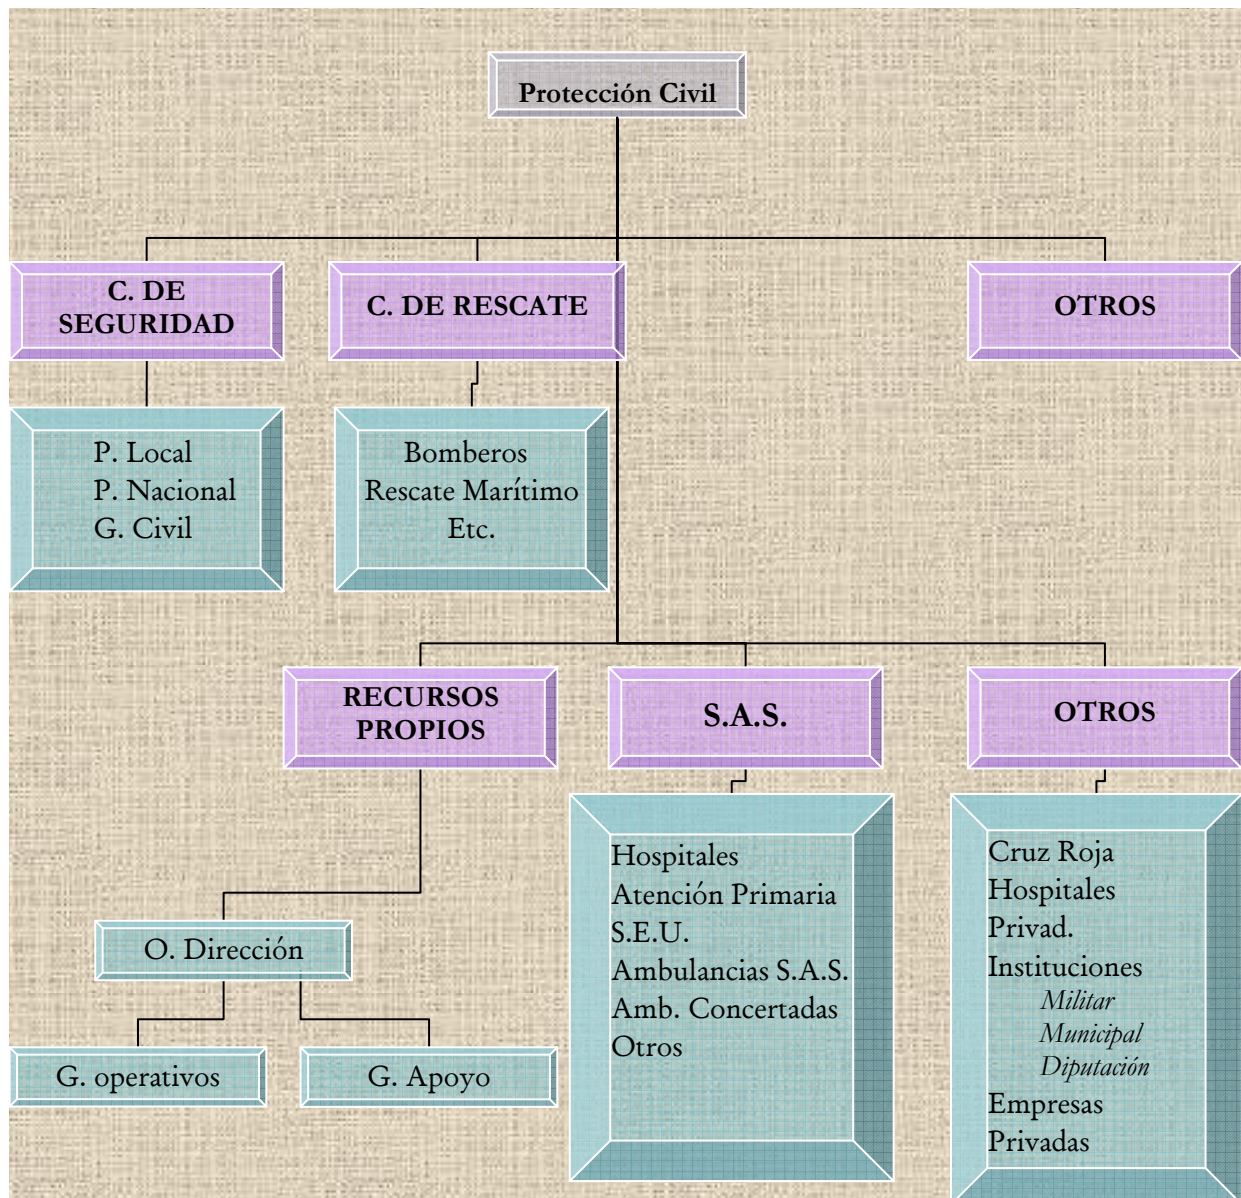 Protección Civil
C. DE
SEGURIDAD
C. DE RESCATE
OTROS
P. Local
P. Nacional
G. Civil
Bomberos
Rescate Marítimo
Etc.
RECURSOS
PROPIOS
S.A.S.
OTROS
O. Dirección
G. operativos
G. Apoyo
Hospitales
Atención Primaria
S.E.U.
Ambulancias S.A.S.
Amb. Concertadas
Otros
Cruz Roja
Hospitales
Privad.
Instituciones
Militar
Municipal
Diputación
Empresas
Privadas